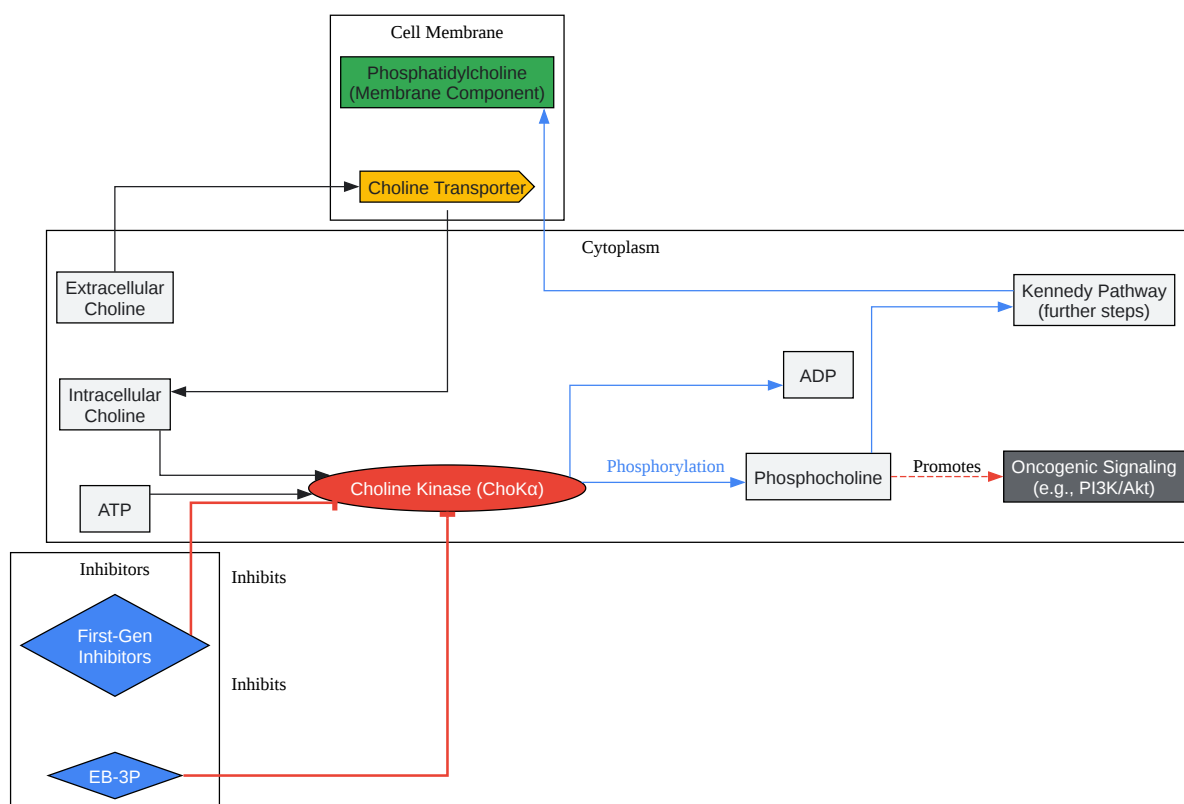 Cell Membrane
Phosphatidylcholine
(Membrane Component)
Choline Transporter
Cytoplasm
Extracellular
Choline
Kennedy Pathway
(further steps)
Intracellular
Choline
ADP
Phosphorylation
Phosphocholine
Promotes
Oncogenic Signaling
(e.g., PI3K/Akt)
Choline Kinase (ChoKα)
ATP
Inhibitors
Inhibits
First-Gen
Inhibitors
Inhibits
EB-3P